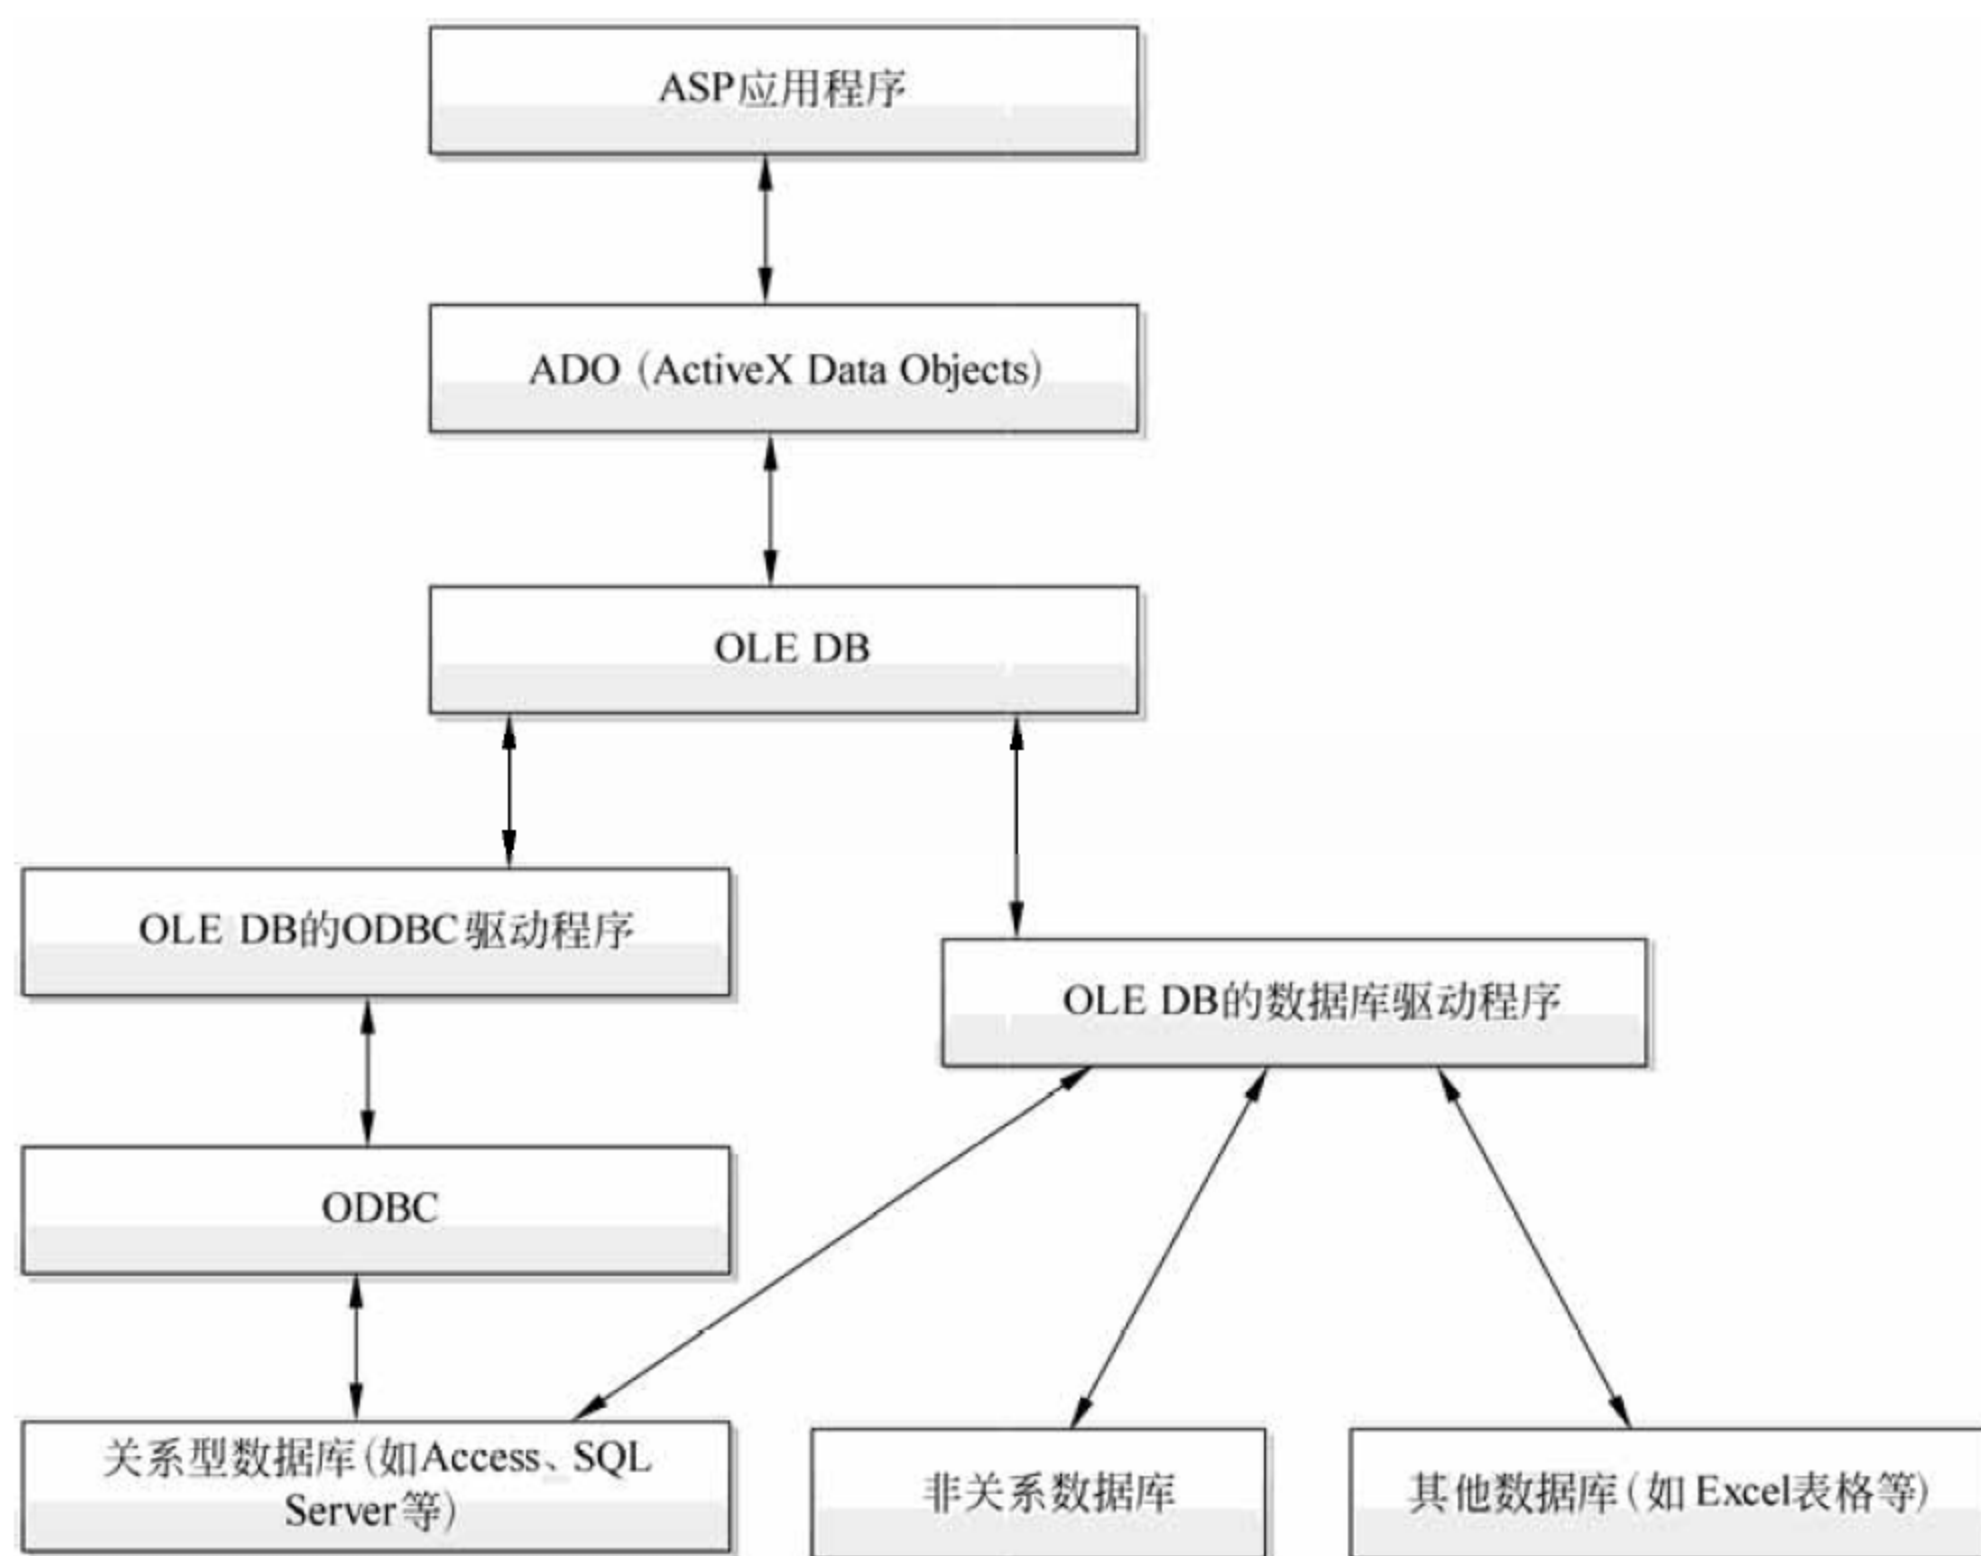 ASP应用程序
ADO (ActiveX Data Objects)
OLE DB
OLE DB的ODBC驱动程序
OLE DB的数据库驱动程序
ODBC
关系型数据库(如Access、SQL
Server等)
非关系数据库
其他数据库(如 Excel表格等)